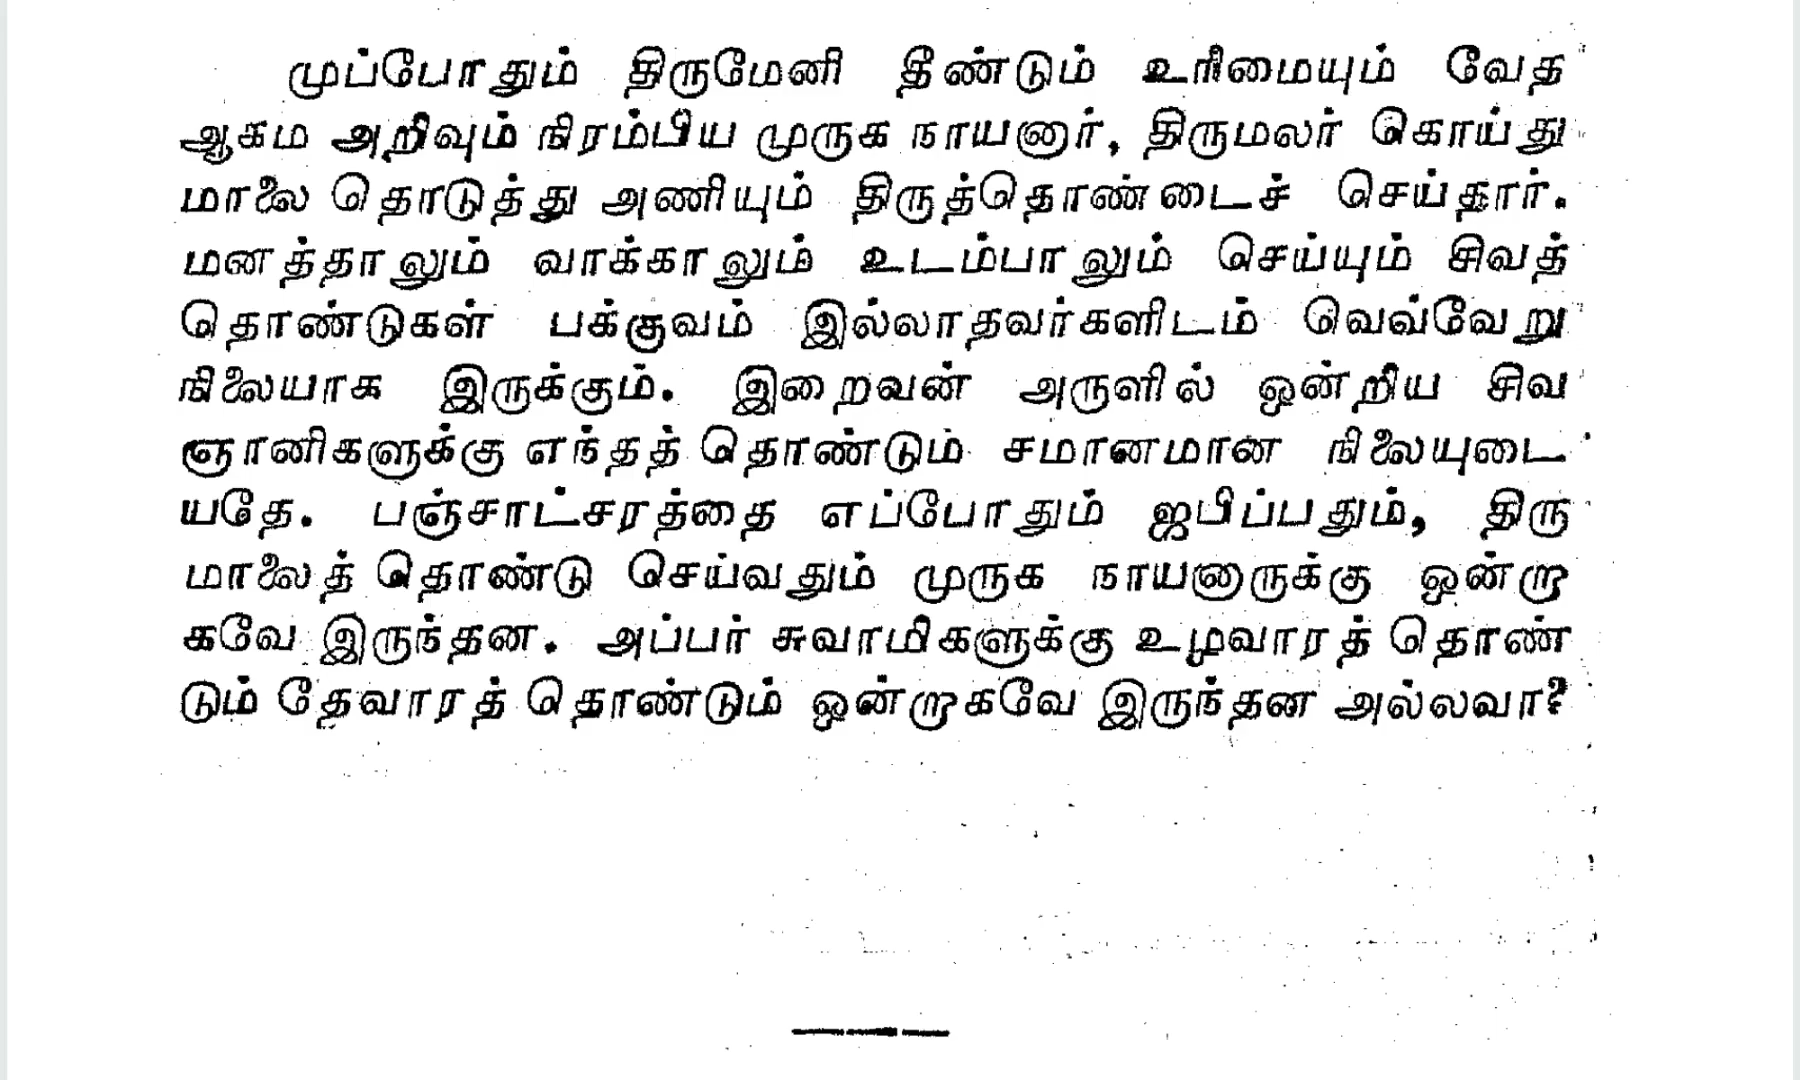 முப்போதும் திருமேனி தீண்டும் உரிமையும் வேத
ஆகம அறிவும் நிரம்பிய முருக நாயனார், திருமலர் கொய்து
மாலை தொடுத்து அணியும் திருத்தொண்டைச் செய்தார்.
மனத்தாலும் வாக்காலும் உடம்பாலும் செய்யும் சிவத்
தொண்டுகள் பக்குவம் இல்லாதவர்களிடம் வெவ்வேறு
நிலையாக இருக்கும். இறைவன் அருளில் ஒன்றிய சிவ
ஞானிகளுக்கு எந்தத் தொண்டும் சமானமான நிலையுடை
யதே. பஞ்சாட்சரத்தை எப்போதும் ஜபிப்பதும், திரு
மாலைத் தொண்டு செய்வதும் முருக நாயனாருக்கு ஒன்றா
கவே இருந்தன. அப்பர் சுவாமிகளுக்கு உழவாரத் தொண்
டும் தேவாரத் தொண்டும் ஒன்றாகவே இருந்தன அல்லவா?